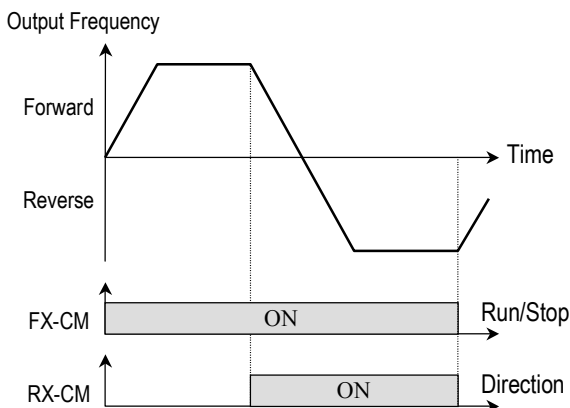 Output Frequency
Forward
Time
Reverse
FX-CM
ON
Run/Stop
RX-CM
ON
Direction